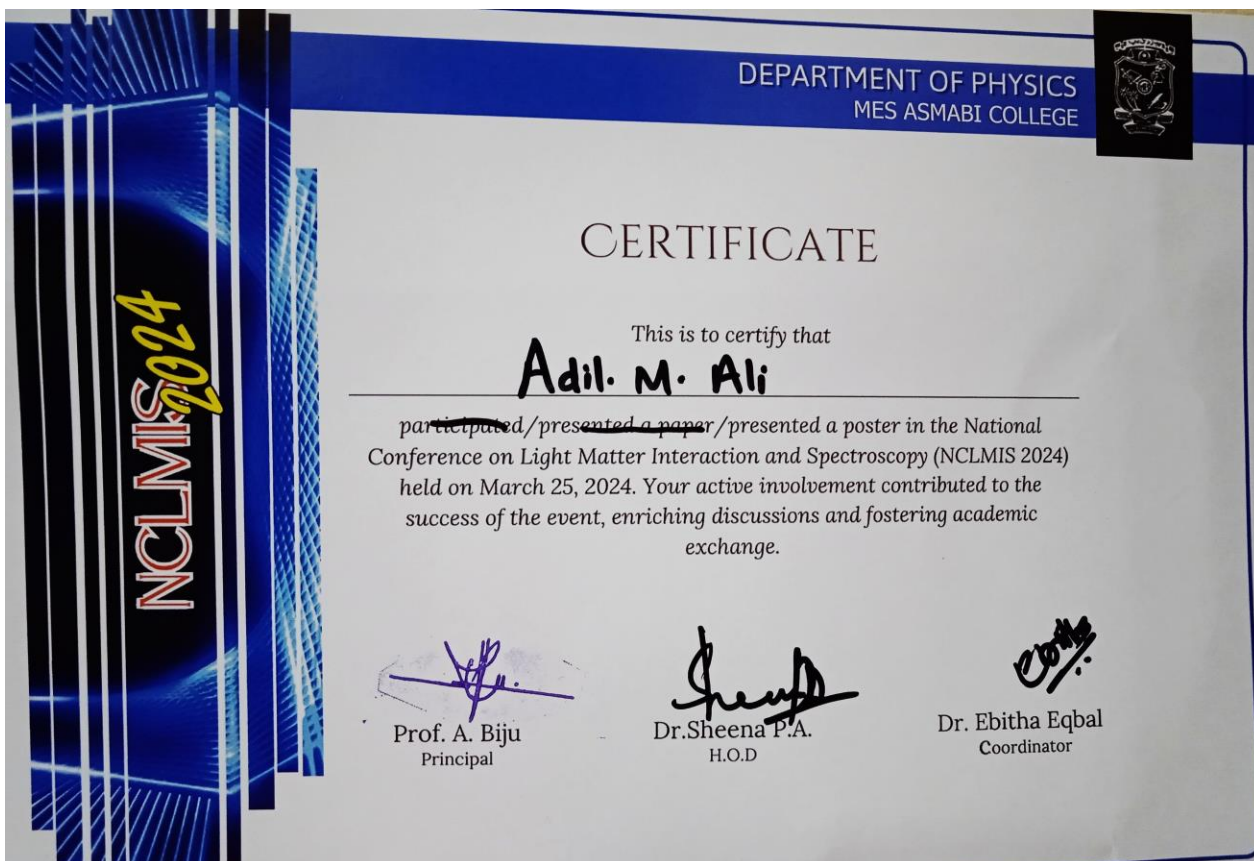 DEPARTMENT OF PHYSICS
MES ASMABI COLLEGE
NCLMIS 2024
CERTIFICATE
This is to certify that
Adil. M. Ali
participated/presented a paper/presented a poster in the National
Conference on Light Matter Interaction and Spectroscopy (NCLMIS 2024)
held on March 25, 2024. Your active involvement contributed to the
success of the event, enriching discussions and fostering academic
exchange.
Prof. A. Biju
Principal
Dr.Sheena P.A.
H.O.D
Dr. Ebitha Eqbal
Coordinator